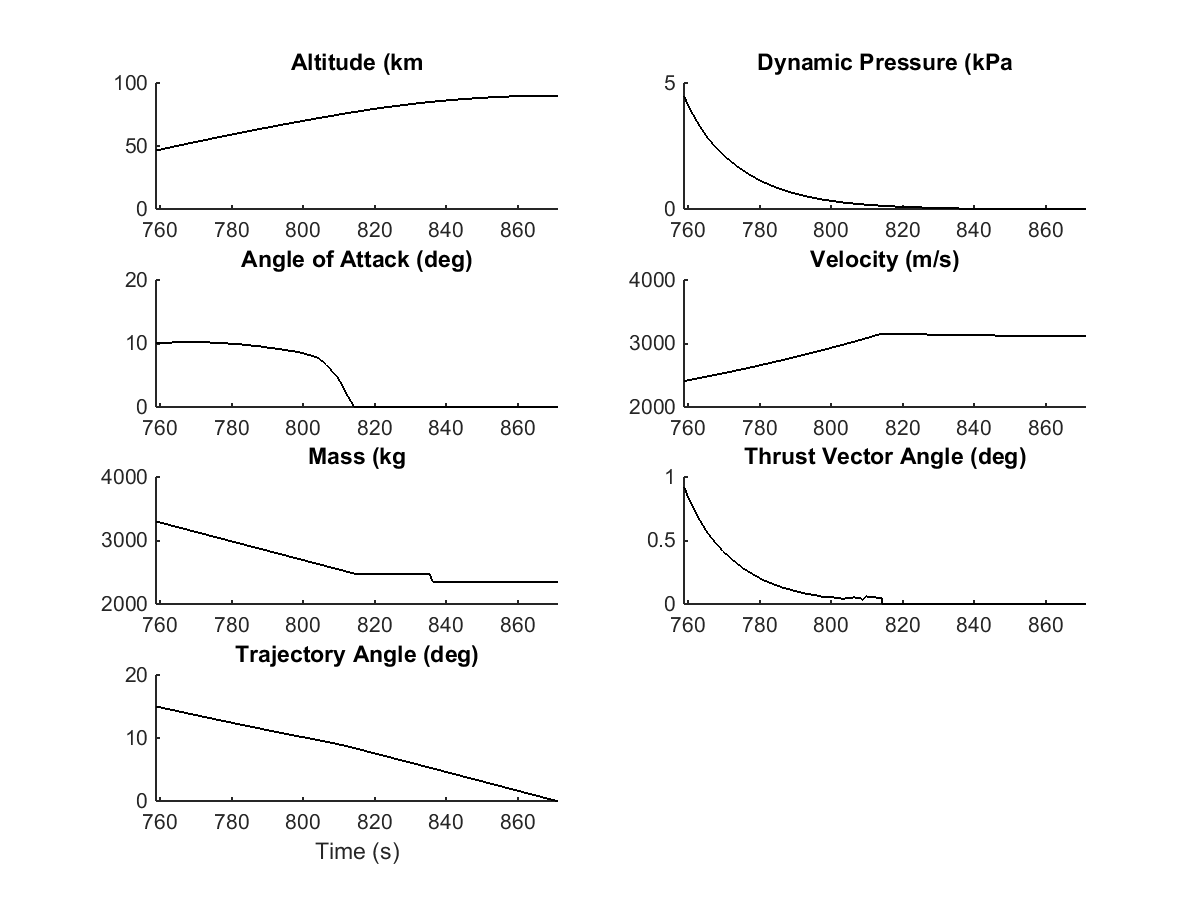 Altitude (km
100
50
0
760 780 800 820 840 860
Dynamic Pressure (kPa
5
0
760 780 800 820 840 860
Angle of Attack (deg)
20
10
0
760 780 800 820 840 860
Velocity (m/s)
4000
3000
2000
760 780 800 820 840 860
Mass (kg
4000
3000
2000
760 780 800 820 840 860
Thrust Vector Angle (deg)
1
0.5
0
760 780 800 820 840 860
Trajectory Angle (deg)
20
10
0
760 780 800 820 840 860
Time (s)